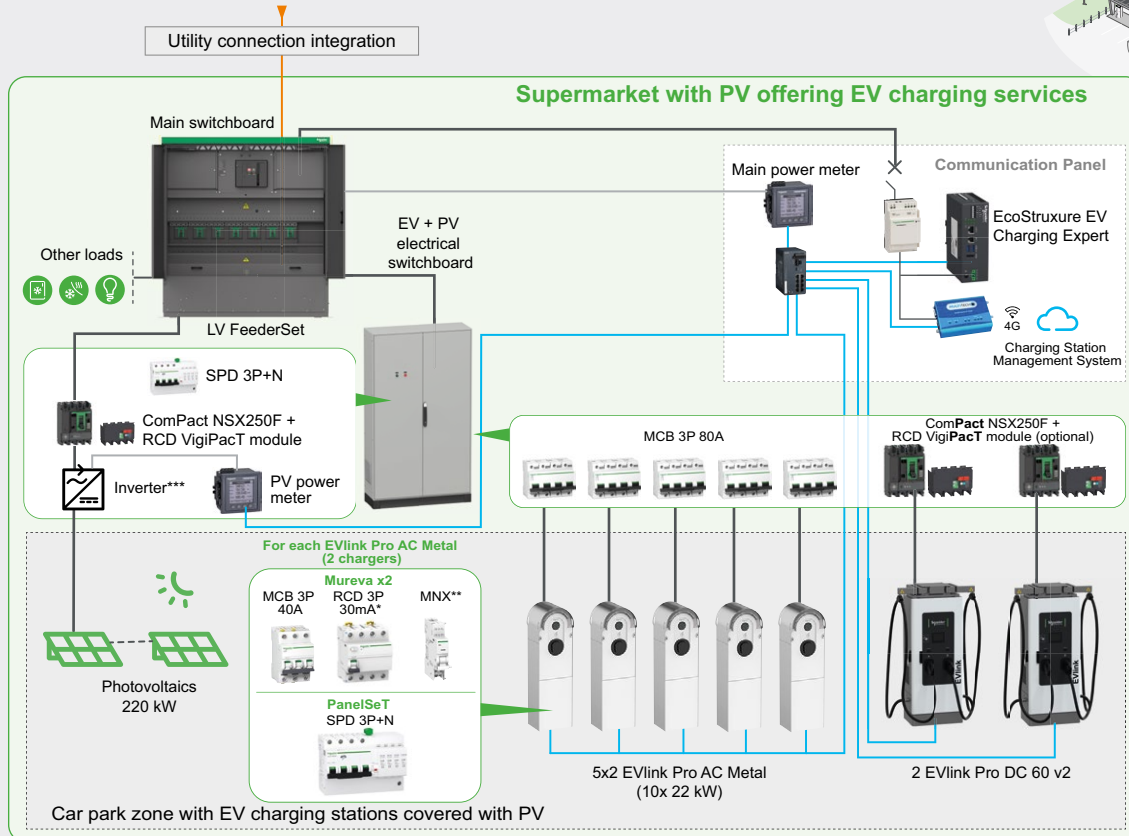 Utility connection integration
Supermarket with PV offering EV charging services
Main switchboard
Communication Panel
Main power meter
EcoStruxure EV
Charging Expert
EV + PV
electrical
switchboard
Other loads
4G
Charging Station
Management System
LV FeederSet
SPD 3P+N
ComPact NSX250F +
RCD VigiPacT module
Inverter***
PV power
meter
MCB 3P 80A
ComPact NSX250F +
RCD VigiPacT module (optional)
For each EVlink Pro AC Metal
(2 chargers)
Mureva x2
MCB 3P
40A
RCD 3P
30mA*
MNX**
PanelSeT
SPD 3P+N
Photovoltaics
220 kW
EVlink
EVlink
5x2 EVlink Pro AC Metal
(10x 22 kW)
2 EVlink Pro DC 60 v2
Car park zone with EV charging stations covered with PV